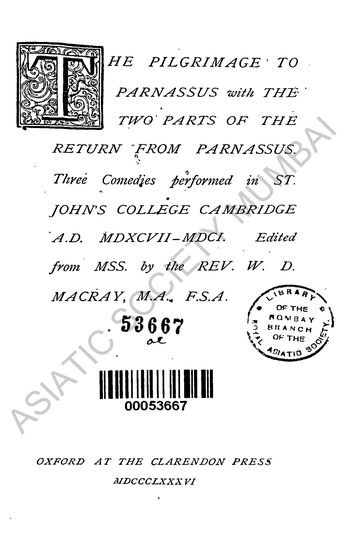 THE PILGRIMAGE TO
PARNASSUS with THE
TWO PARTS OF THE
RETURN FROM PARNASSUS.
Three Comedies performed in ST.
JOHN'S COLLEGE CAMBRIDGE
A.D. MDXCVII–MDCI. Edited
from MSS. by the REV. W. D.
MACRAY, M.A., F.S.A.
53667
LIBRARY
OF THE
BOMBAY
BRANCH
OF THE
ROYAL ASIATIC SOCIETY.
00053667
ASIATIC SOCIETY MUMBAI
OXFORD AT THE CLARENDON PRESS
MDCCCLXXXVI